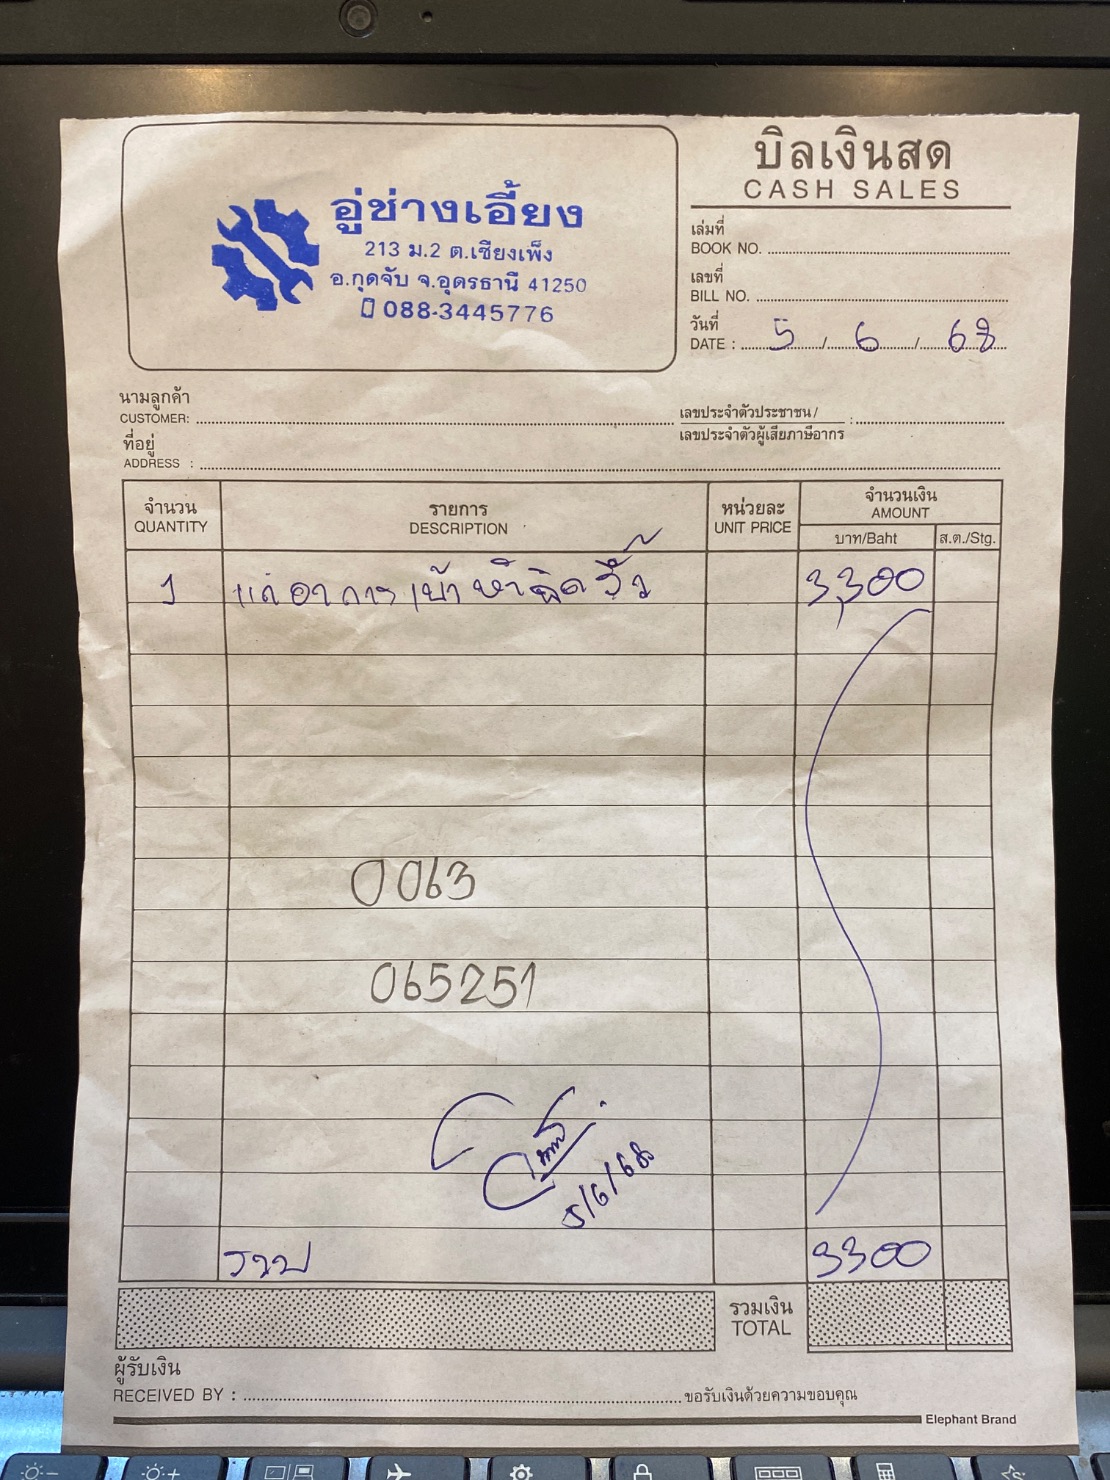 บิลเงินสด
CASH SALES
อู่ช่างเอี้ยง
213 ม.2 ต.เชียงเพ็ง
อ.กุดจับ จ.อุดรธานี 41250
088-3445776
เล่มที่
BOOK NO.
เลขที่
BILL NO.
วันที่
DATE : 5 / 6 / 68
นามลูกค้า
CUSTOMER:
เลขประจำตัวประชาชน/ :
เลขประจำตัวผู้เสียภาษีอากร
ที่อยู่
ADDRESS :
จำนวน รายการ หน่วยละ จำนวนเงิน
QUANTITY DESCRIPTION UNIT PRICE AMOUNT
บาท/Baht ส.ต./Stg.
1 3,300
0063
065251
5/6/68
รวม 3300
รวมเงิน
TOTAL
ผู้รับเงิน
RECEIVED BY : ขอรับเงินด้วยความขอบคุณ
Elephant Brand